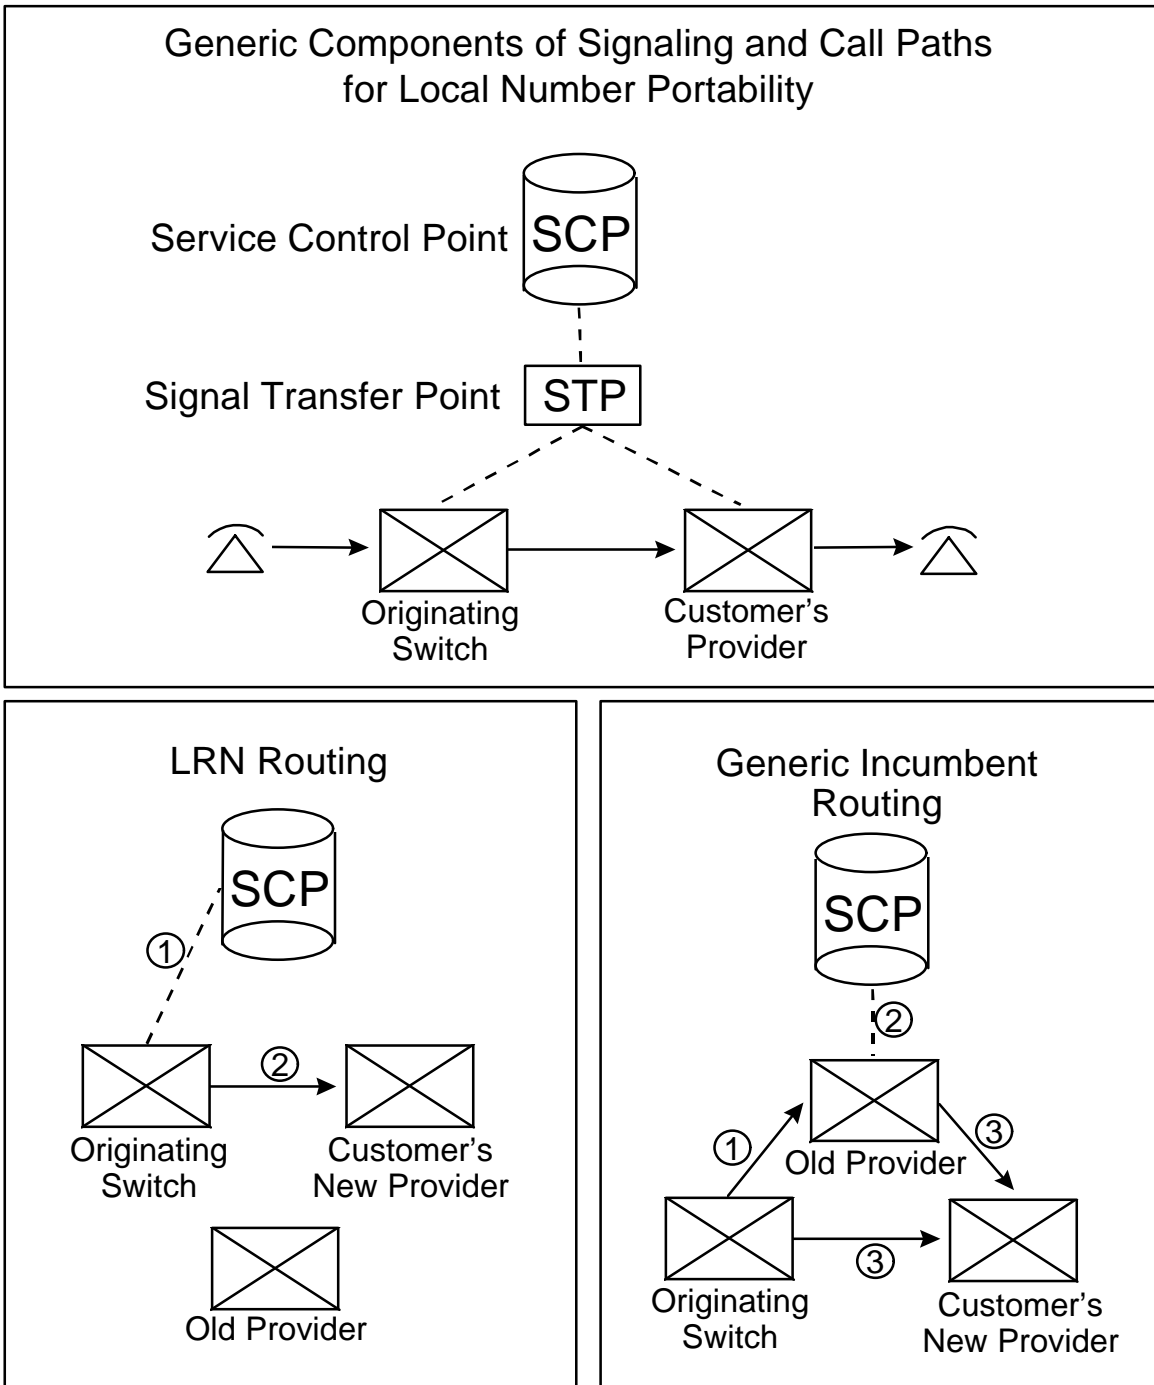 Generic Components of Signaling and Call Paths
for Local Number Portability
Service Control Point
SCP
Signal Transfer Point
STP
Originating
Switch
Customer’s
Provider
LRN Routing
SCP
1
2
Originating
Switch
Customer’s
New Provider
Old Provider
Generic Incumbent
Routing
SCP
2
1
3
Old Provider
3
Originating
Switch
Customer’s
New Provider